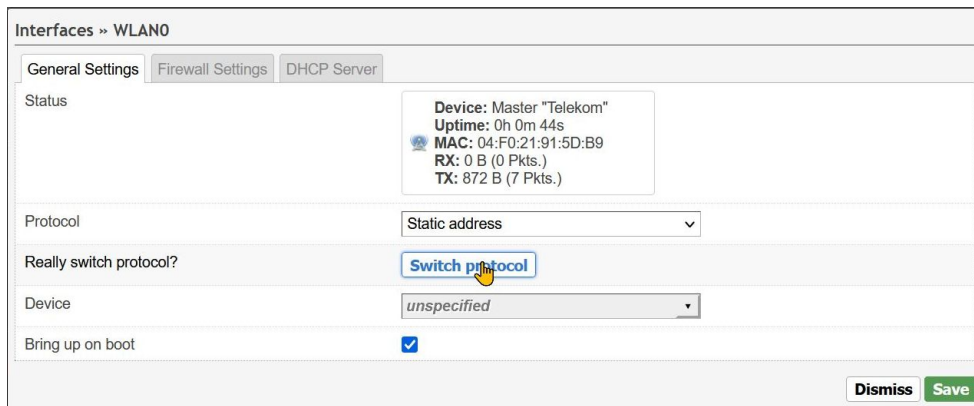 Interfaces » WLAN0
General Settings Firewall Settings DHCP Server
Status
Device: Master "Telekom"
Uptime: 0h 0m 44s
MAC: 04:F0:21:91:5D:B9
RX: 0 B (0 Pkts.)
TX: 872 B (7 Pkts.)
Protocol Static address
Really switch protocol? Switch protocol
Device unspecified
Bring up on boot
Dismiss Save